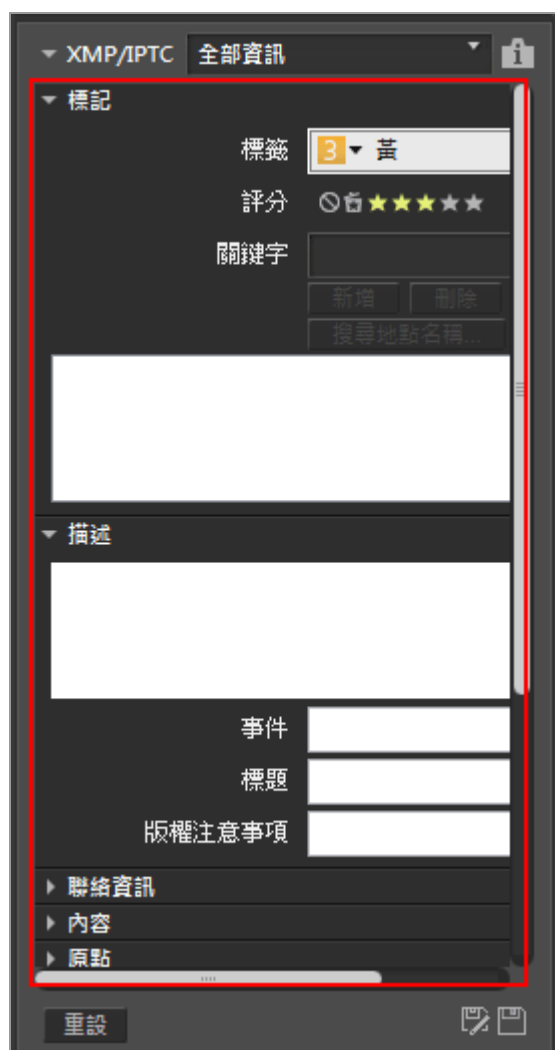 XMP/IPTC 全部資訊
標記
標籤 3 黃
評分
關鍵字
新增 刪除
搜尋地點名稱...
描述
事件
標題
版權注意事項
聯絡資訊
內容
原點
重設